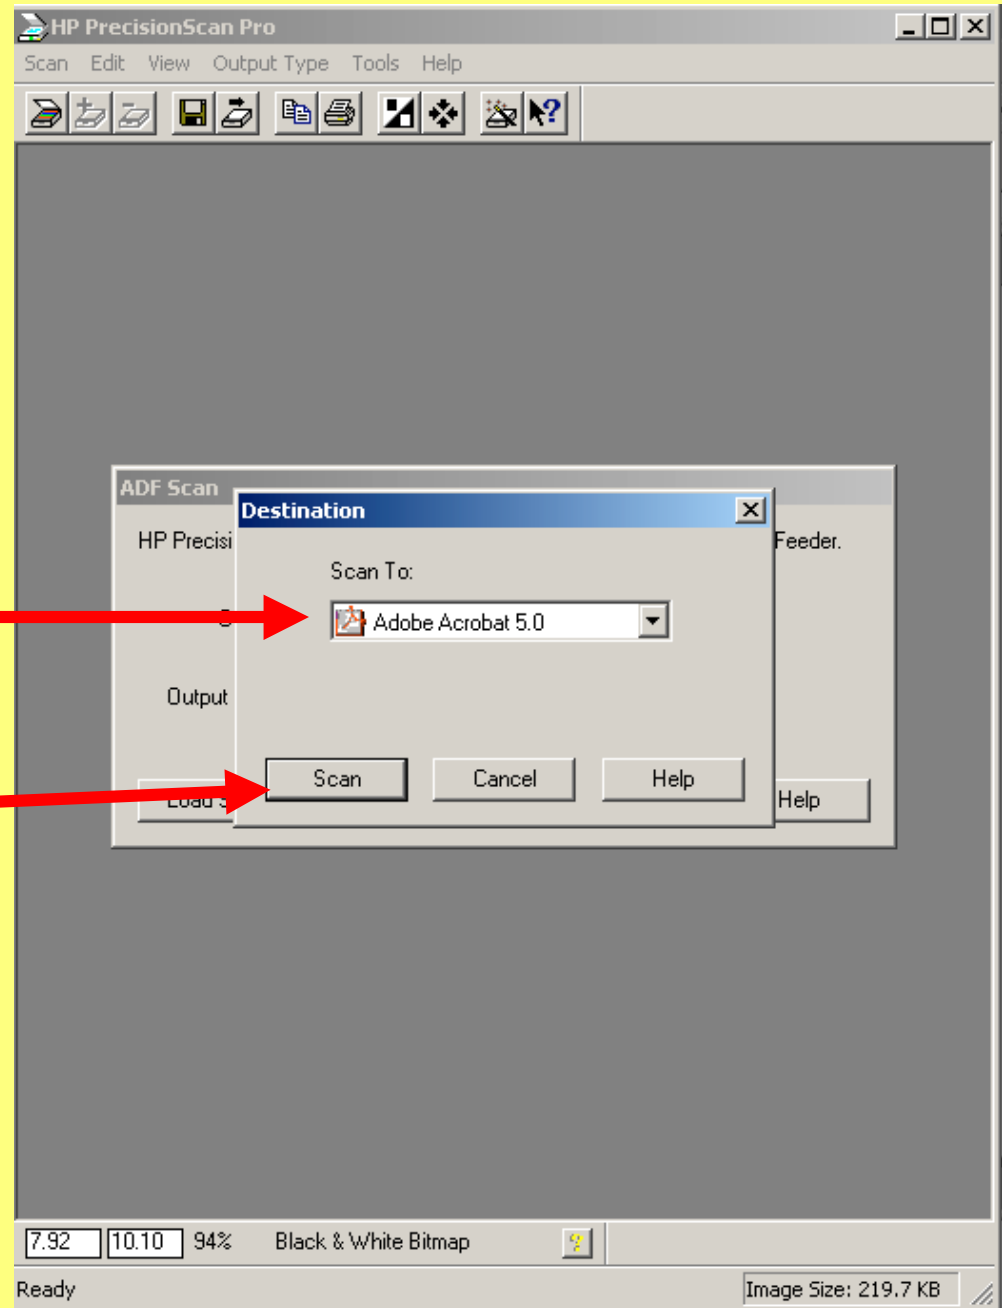 HP PrecisionScan Pro
Scan Edit View Output Type Tools Help
ADF Scan
Destination
HP Precisi Feeder.
Scan To:
Adobe Acrobat 5.0
Output
Scan Cancel Help
Load S Help
7.92 10.10 94% Black & White Bitmap
Ready Image Size: 219.7 KB